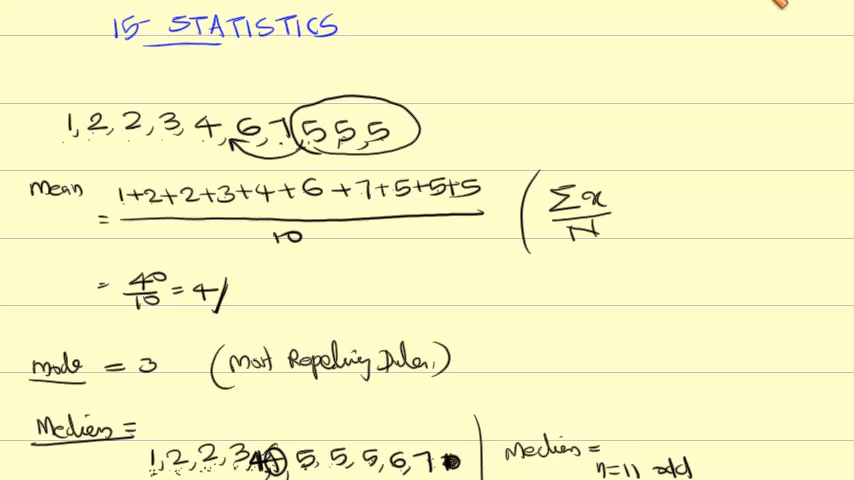 15 STATISTICS
1, 2, 2, 3, 4, 6, 7, 5, 5, 5
Mean = 1+2+2+3+4+6+7+5+5+5 / 10 ( Σx / N
= 40/10 = 4//
Mode = 3 (Most Repeating
Median =
1, 2, 2, 3, 4, 5, 5, 5, 6, 7
Median =
n=11 odd